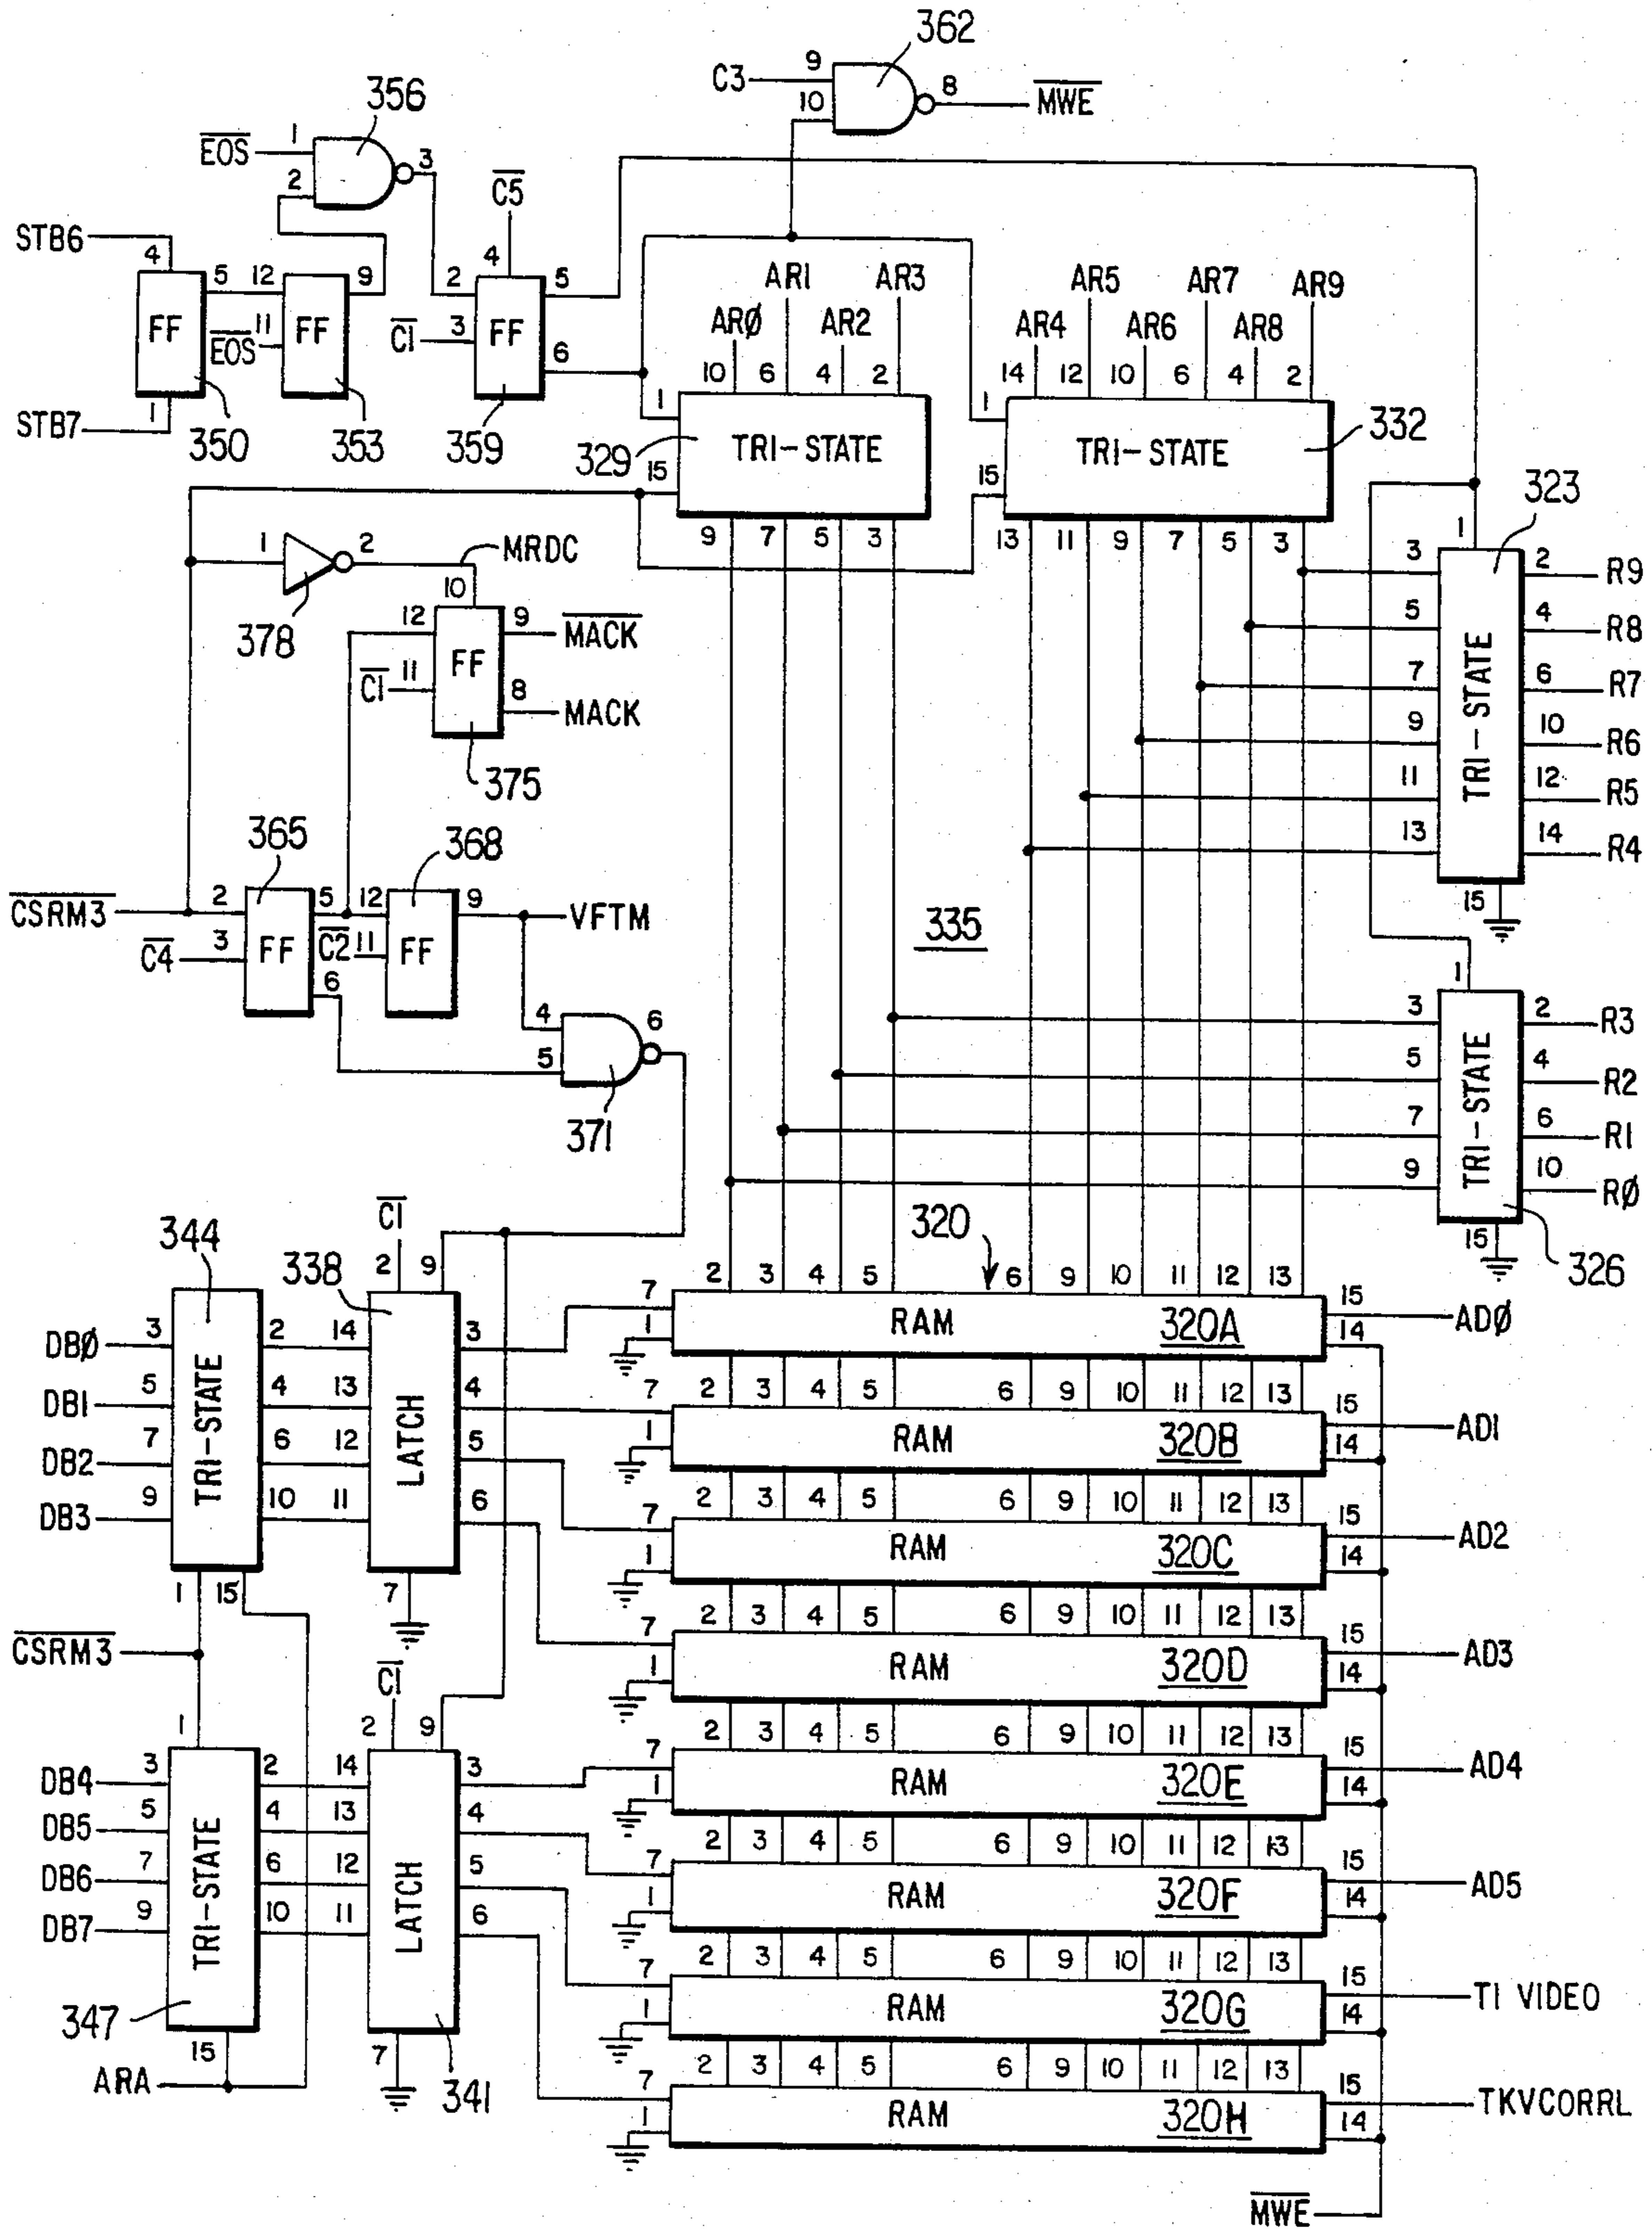 362
C3 9 8 MWE
10
356
EOS 1 3
2
C5
STB6 4 4
5 12 9 2 5
FF FF FF
EOS 11 C1 3 6
STB7 1
350 353 359
AR0 AR1 AR2 AR3
AR4 AR5 AR6 AR7 AR8 AR9
10 6 4 2
14 12 10 6 4 2
1 TRI-STATE 1 TRI-STATE
329 332
15 15
9 7 5 3
13 11 9 7 5 3
1 2 MRDC
378
10
12 9 MACK
FF
C1 11 8 MACK
375
323
1
3 2 R9
5 4 R8
7 6 R7
9 10 R6
11 12 R5
13 14 R4
TRI-STATE
15
365 368
CSRM3 2 5 12 9 VFTM
C4 3 FF C2 11 FF
6
4 6
5
371
335
1
3 2 R3
5 4 R2
7 6 R1
9 10 R0
TRI-STATE
15
326
344 338
C1
2 9
DB0 3 2 14 3
DB1 5 4 13 4
DB2 7 6 12 5
DB3 9 10 11 6
TRI-STATE LATCH
1 15 7
CSRM3
C1
1 2 9
DB4 3 2 14 3
DB5 5 4 13 4
DB6 7 6 12 5
DB7 9 10 11 6
TRI-STATE LATCH
347 341
15 7
ARA
320
2 3 4 5 6 9 10 11 12 13
7 1 RAM 320A 15 14 AD0
2 3 4 5 6 9 10 11 12 13
7 1 RAM 320B 15 14 AD1
2 3 4 5 6 9 10 11 12 13
7 1 RAM 320C 15 14 AD2
2 3 4 5 6 9 10 11 12 13
7 1 RAM 320D 15 14 AD3
2 3 4 5 6 9 10 11 12 13
7 1 RAM 320E 15 14 AD4
2 3 4 5 6 9 10 11 12 13
7 1 RAM 320F 15 14 AD5
2 3 4 5 6 9 10 11 12 13
7 1 RAM 320G 15 14 TI VIDEO
2 3 4 5 6 9 10 11 12 13
7 1 RAM 320H 15 14 TKVCORRL
MWE